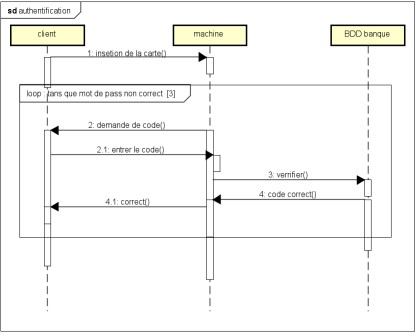 sd authentification
client
machine
BDD banque
1: insetion de la carte()
loop tans que mot de pass non correct [3]
2: demande de code()
2.1: entrer le code()
3: verrifier()
4: code correct()
4.1: correct()